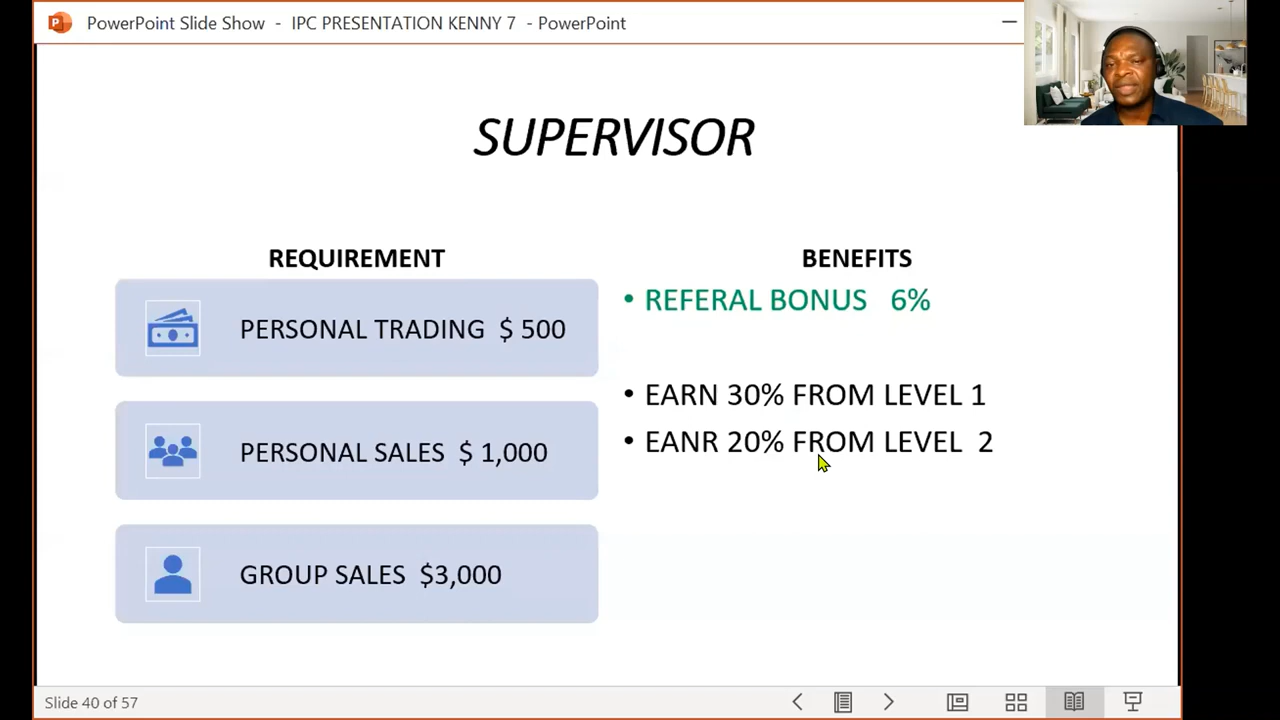 PowerPoint Slide Show - IPC PRESENTATION KENNY 7 - PowerPoint
SUPERVISOR
REQUIREMENT
PERSONAL TRADING $ 500
PERSONAL SALES $ 1,000
GROUP SALES $3,000
BENEFITS
• REFERAL BONUS 6%
• EARN 30% FROM LEVEL 1
• EANR 20% FROM LEVEL 2
Slide 40 of 57